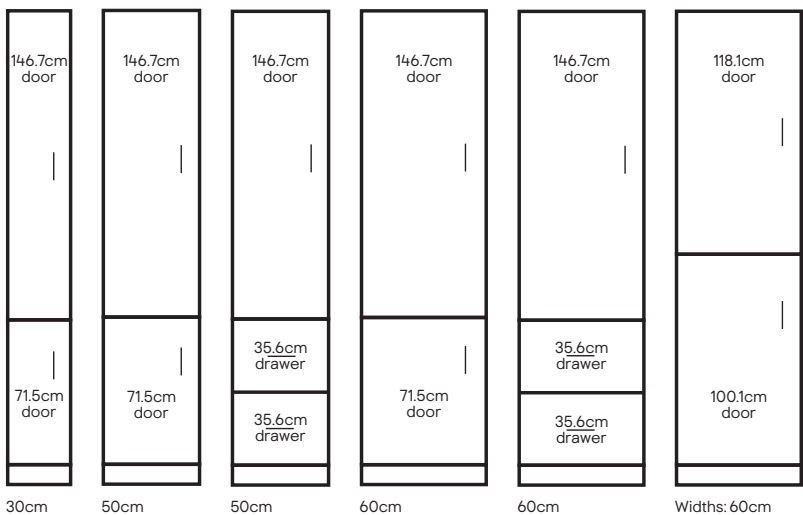 146.7cm
door
71.5cm
door
30cm
146.7cm
door
71.5cm
door
50cm
146.7cm
door
35.6cm
drawer
35.6cm
drawer
50cm
146.7cm
door
71.5cm
door
60cm
146.7cm
door
35.6cm
drawer
35.6cm
drawer
60cm
118.1cm
door
100.1cm
door
Widths: 60cm